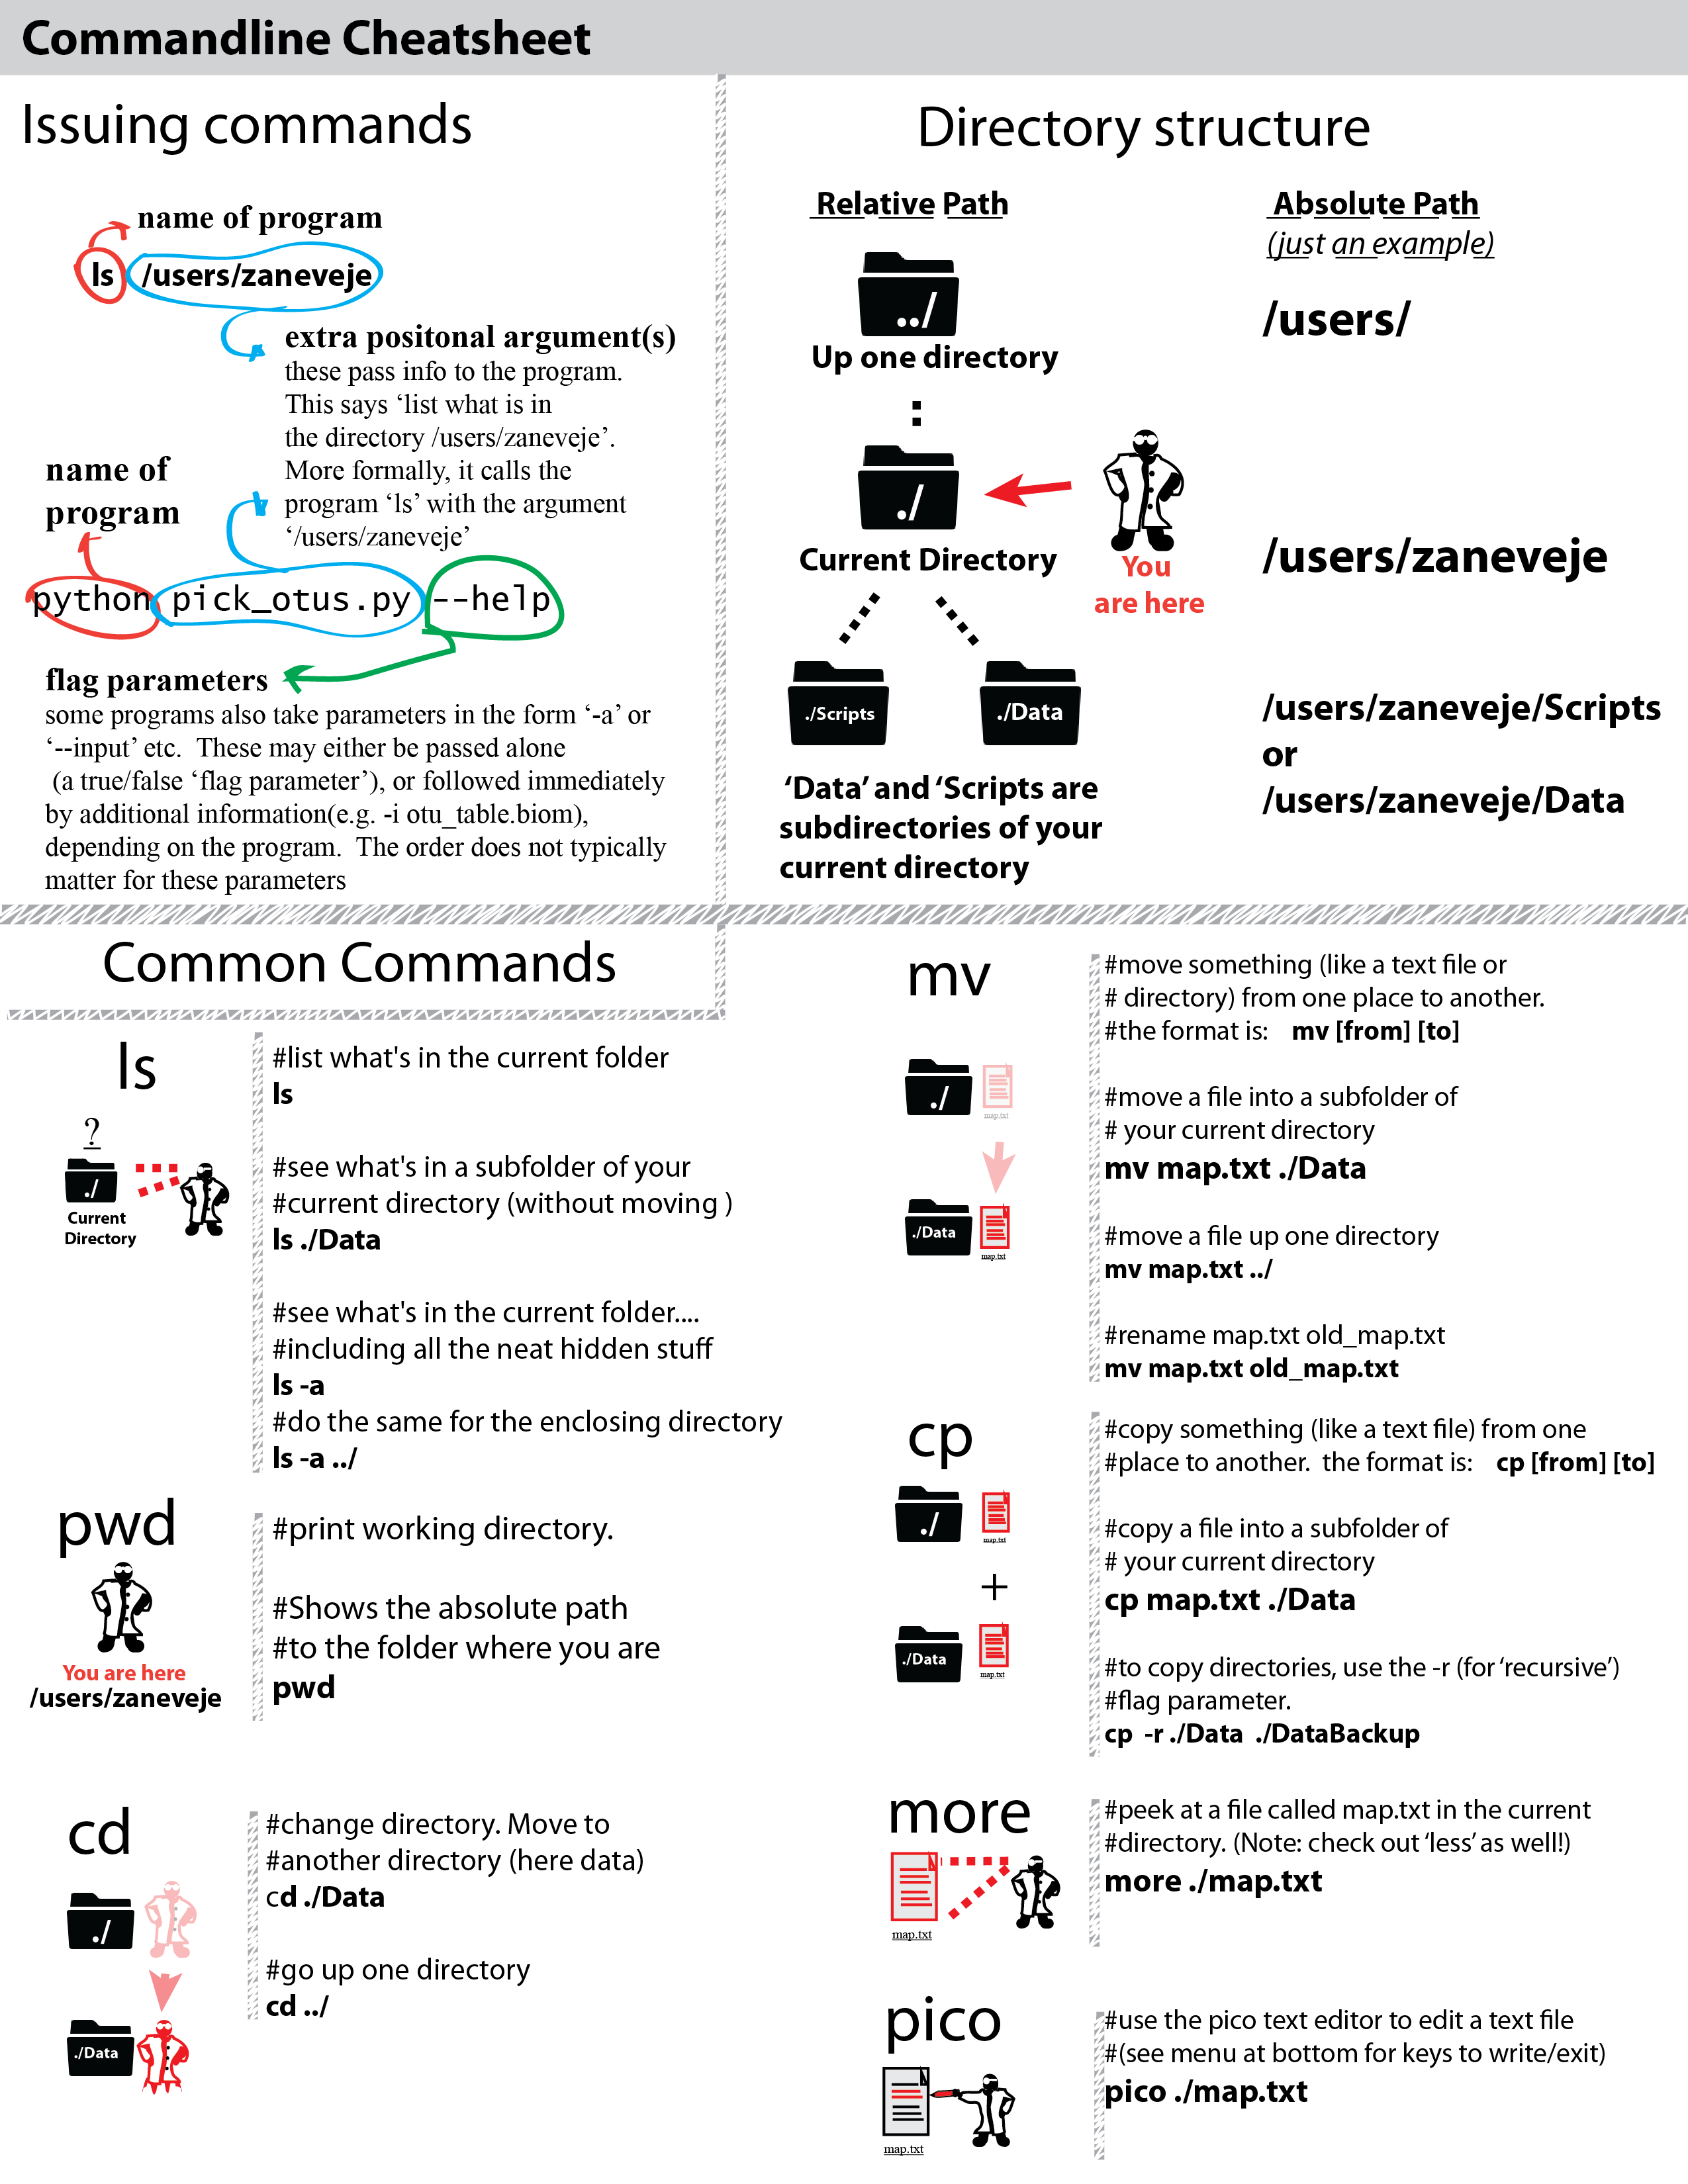 Commandline Cheatsheet
Issuing commands
name of program
ls /users/zaneveje
extra positonal argument(s)
these pass info to the program.
This says ‘list what is in
the directory /users/zaneveje’.
More formally, it calls the
program ‘ls’ with the argument
‘/users/zaneveje’
name of
program
python pick_otus.py --help
flag parameters
some programs also take parameters in the form ‘-a’ or
‘--input’ etc.  These may either be passed alone
(a true/false ‘flag parameter’), or followed immediately
by additional information(e.g. -i otu_table.biom),
depending on the program.  The order does not typically
matter for these parameters
Directory structure
Relative Path
Absolute Path
(just an example)
../
Up one directory
/users/
./
Current Directory
You
are here
/users/zaneveje
./Scripts
./Data
/users/zaneveje/Scripts
or
/users/zaneveje/Data
‘Data’ and ‘Scripts are
subdirectories of your
current directory
Common Commands
ls
?
./
Current
Directory
#list what's in the current folder
ls
#see what's in a subfolder of your
#current directory (without moving )
ls ./Data
#see what's in the current folder....
#including all the neat hidden stuff
ls -a
#do the same for the enclosing directory
ls -a ../
pwd
You are here
/users/zaneveje
#print working directory.
#Shows the absolute path
#to the folder where you are
pwd
cd
./
./Data
#change directory. Move to
#another directory (here data)
cd ./Data
#go up one directory
cd ../
mv
./
map.txt
./Data
map.txt
#move something (like a text file or
# directory) from one place to another.
#the format is:    mv [from] [to]
#move a file into a subfolder of
# your current directory
mv map.txt ./Data
#move a file up one directory
mv map.txt ../
#rename map.txt old_map.txt
mv map.txt old_map.txt
cp
./
map.txt
+
./Data
map.txt
#copy something (like a text file) from one
#place to another.  the format is:    cp [from] [to]
#copy a file into a subfolder of
# your current directory
cp map.txt ./Data
#to copy directories, use the -r (for ‘recursive’)
#flag parameter.
cp  -r ./Data  ./DataBackup
more
map.txt
#peek at a file called map.txt in the current
#directory. (Note: check out ‘less’ as well!)
more ./map.txt
pico
map.txt
#use the pico text editor to edit a text file
#(see menu at bottom for keys to write/exit)
pico ./map.txt